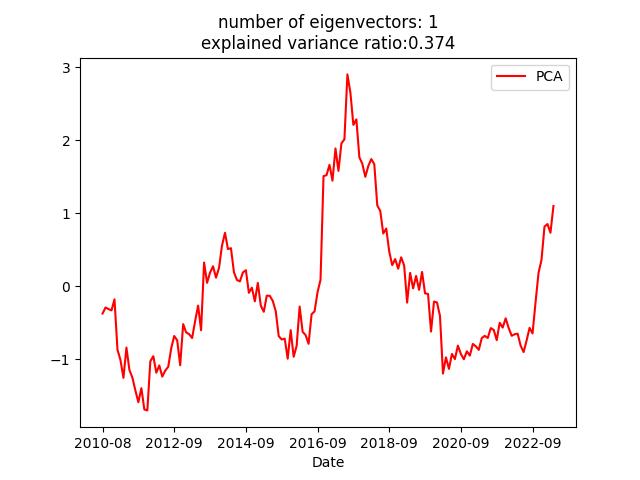 number of eigenvectors: 1
explained variance ratio:0.374
PCA
3
2
1
0
−1
2010-08 2012-09 2014-09 2016-09 2018-09 2020-09 2022-09
Date